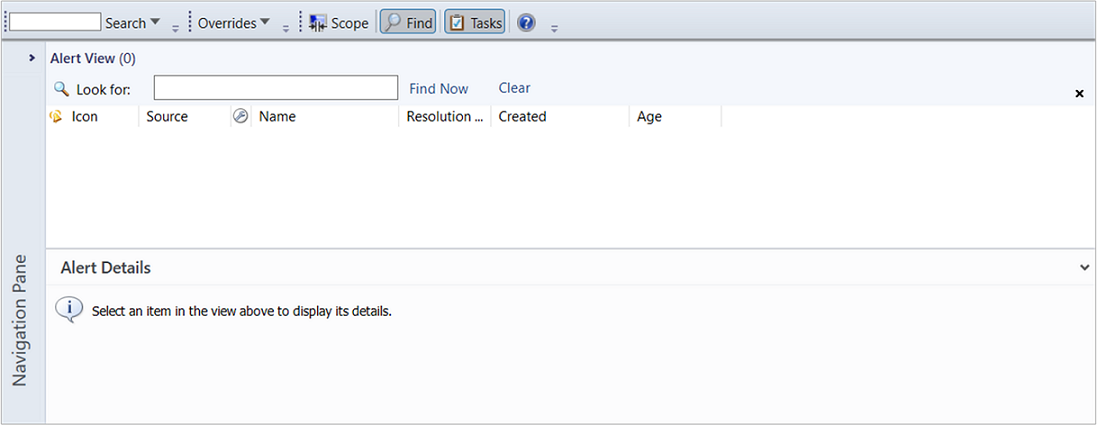 Search Overrides Scope Find Tasks ?
Alert View (0)
Look for: Find Now Clear
Icon Source Name Resolution ... Created Age
Navigation Pane
Alert Details
i Select an item in the view above to display its details.